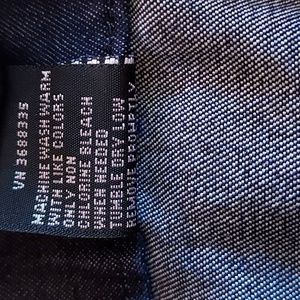 VN 3688335
MACHINE WASH WARM
WITH LIKE COLORS
ONLY NON
CHLORINE BLEACH
WHEN NEEDED
TUMBLE DRY LOW
REMOVE PROMPTLY